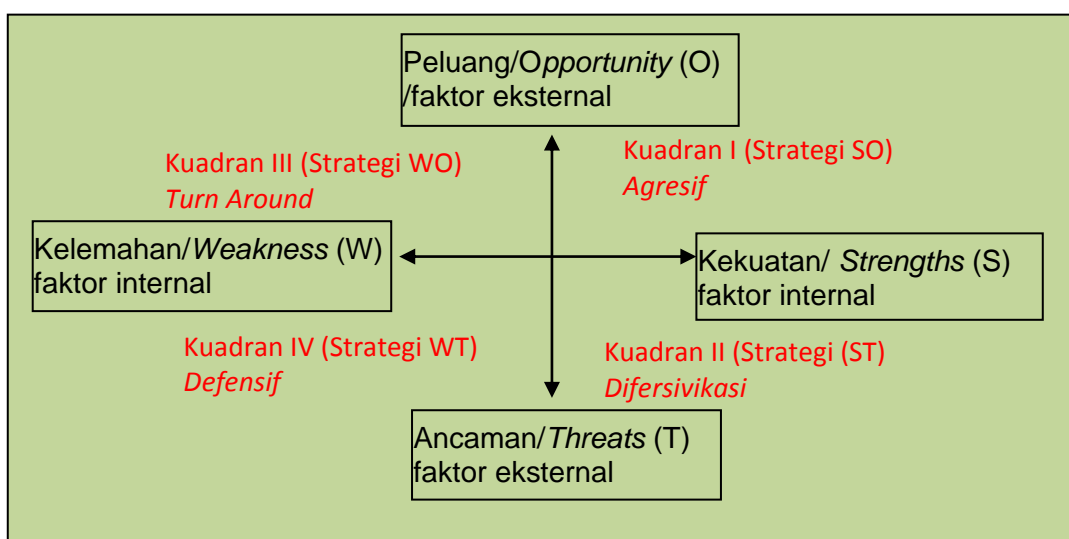 Peluang/Opportunity (O)
/faktor eksternal
Kuadran III (Strategi WO)
Turn Around
Kuadran I (Strategi SO)
Agresif
Kelemahan/Weakness (W)
faktor internal
Kekuatan/ Strengths (S)
faktor internal
Kuadran IV (Strategi WT)
Defensif
Kuadran II (Strategi (ST)
Difersivikasi
Ancaman/Threats (T)
faktor eksternal